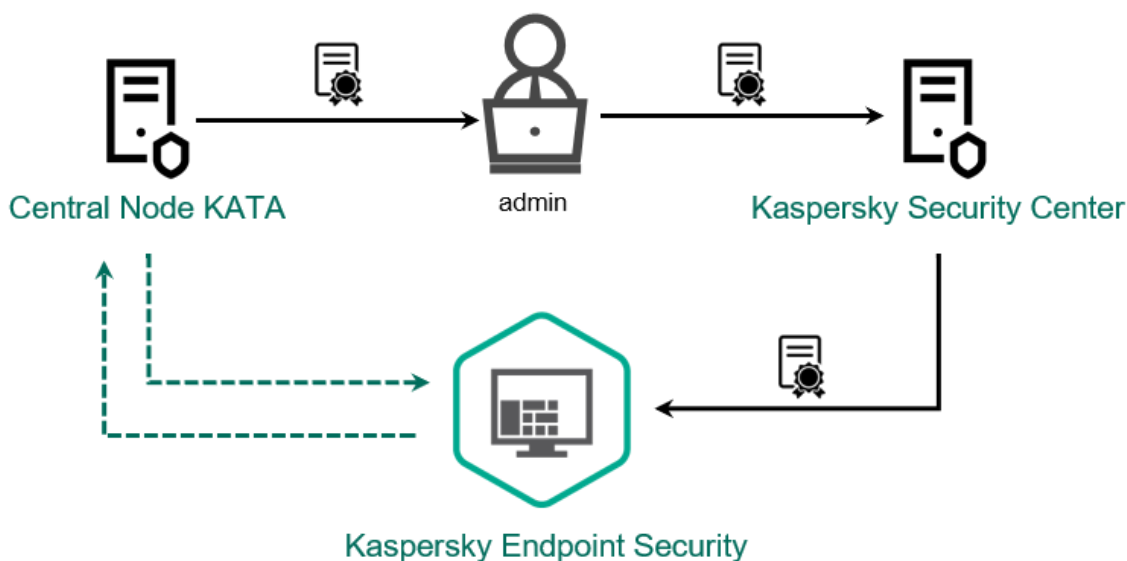 admin
Central Node KATA
Kaspersky Security Center
Kaspersky Endpoint Security